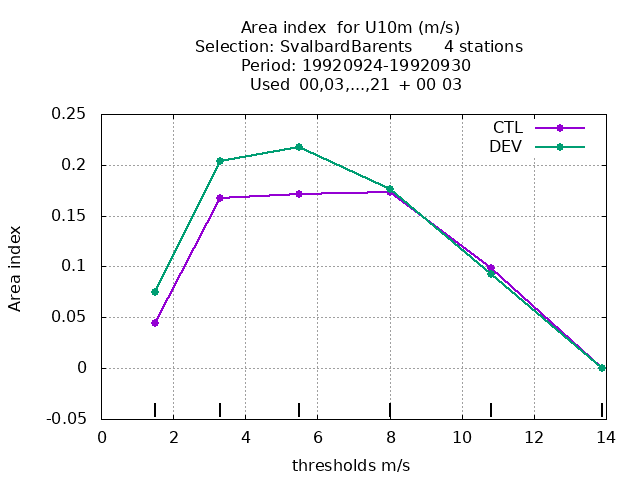 Area index  for U10m (m/s)
Selection: SvalbardBarents      4 stations
Period: 19920924-19920930
Used  00,03,...,21  + 00 03
0.25
CTL
DEV
0.2
0.15
Area index
0.1
0.05
0
-0.05
0 2 4 6 8 10 12 14
thresholds m/s